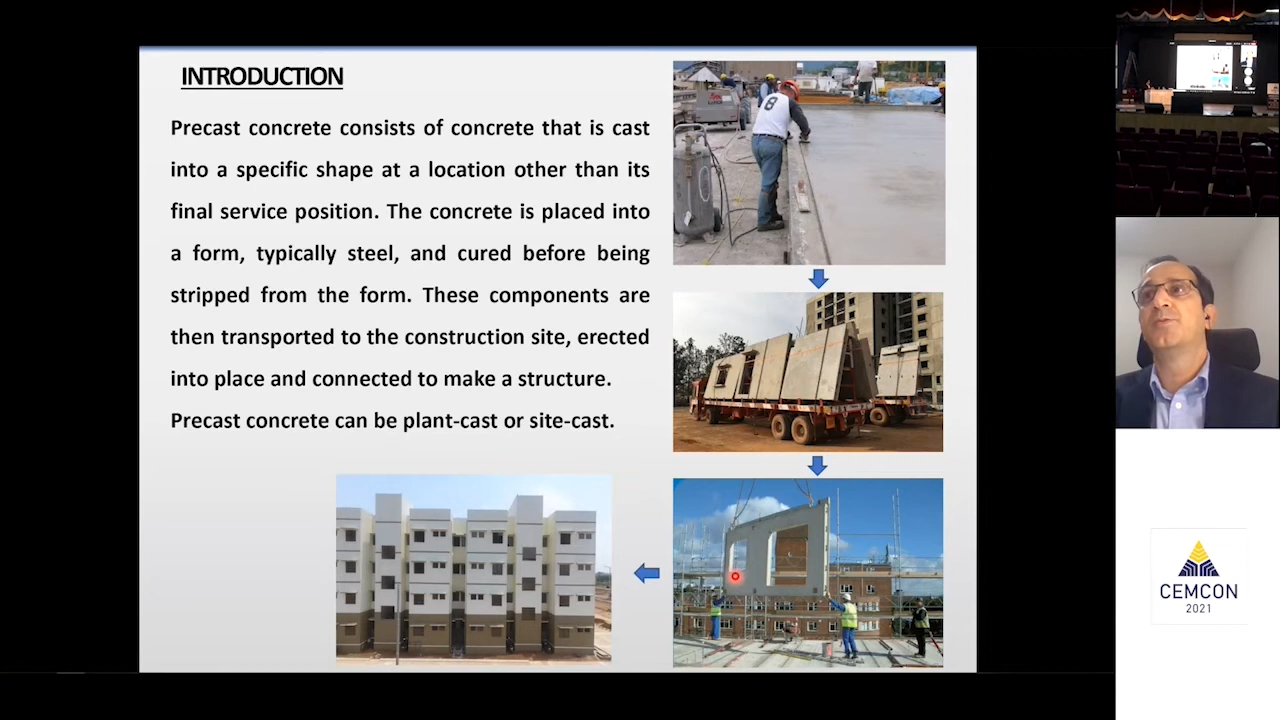 INTRODUCTION
Precast concrete consists of concrete that is cast
into a specific shape at a location other than its
final service position. The concrete is placed into
a form, typically steel, and cured before being
stripped from the form. These components are
then transported to the construction site, erected
into place and connected to make a structure.
Precast concrete can be plant-cast or site-cast.
8
CEMCON
2021